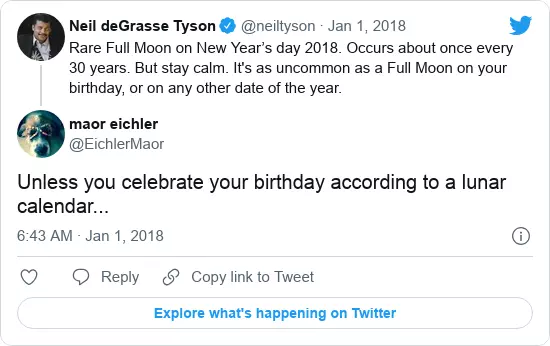 Neil deGrasse Tyson @neiltyson · Jan 1, 2018
Rare Full Moon on New Year’s day 2018. Occurs about once every
30 years. But stay calm. It's as uncommon as a Full Moon on your
birthday, or on any other date of the year.
maor eichler
@EichlerMaor
Unless you celebrate your birthday according to a lunar
calendar...
6:43 AM · Jan 1, 2018
Reply Copy link to Tweet
Explore what's happening on Twitter